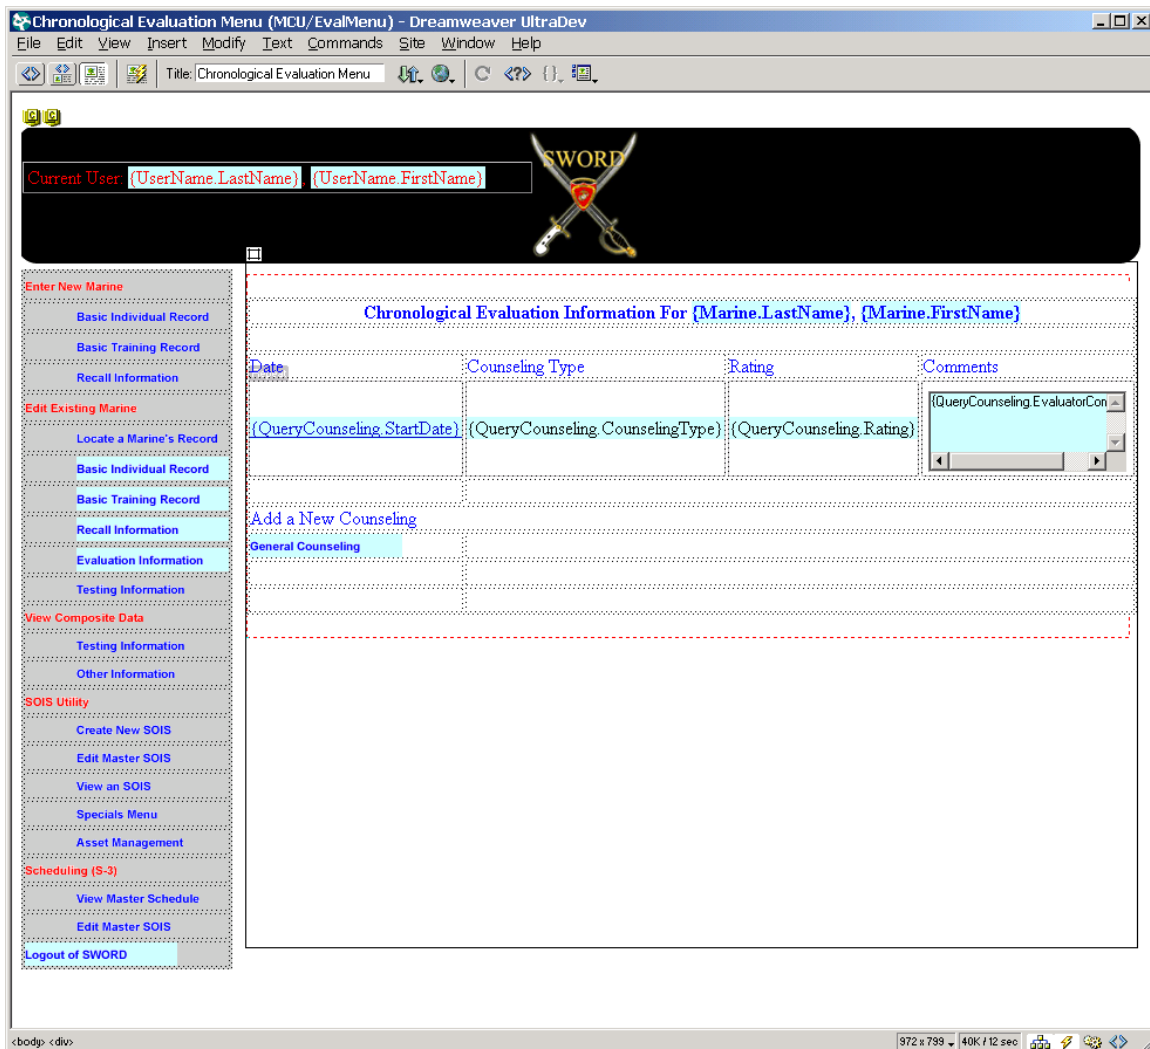 Chronological Evaluation Menu (MCU/EvalMenu) - Dreamweaver UltraDev
File Edit View Insert Modify Text Commands Site Window Help
Title: Chronological Evaluation Menu
SWORD
Current User: {UserName.LastName}, {UserName.FirstName}
Enter New Marine
Basic Individual Record
Basic Training Record
Recall Information
Edit Existing Marine
Locate a Marine's Record
Basic Individual Record
Basic Training Record
Recall Information
Evaluation Information
Testing Information
View Composite Data
Testing Information
Other Information
SOIS Utility
Create New SOIS
Edit Master SOIS
View an SOIS
Specials Menu
Asset Management
Scheduling (S-3)
View Master Schedule
Edit Master SOIS
Logout of SWORD
Chronological Evaluation Information For {Marine.LastName}, {Marine.FirstName}
Date Counseling Type Rating Comments
{QueryCounseling.StartDate} {QueryCounseling.CounselingType} {QueryCounseling.Rating} {QueryCounseling.EvaluatorCon
Add a New Counseling
General Counseling
<body> <div> 972 x 799 40K / 12 sec